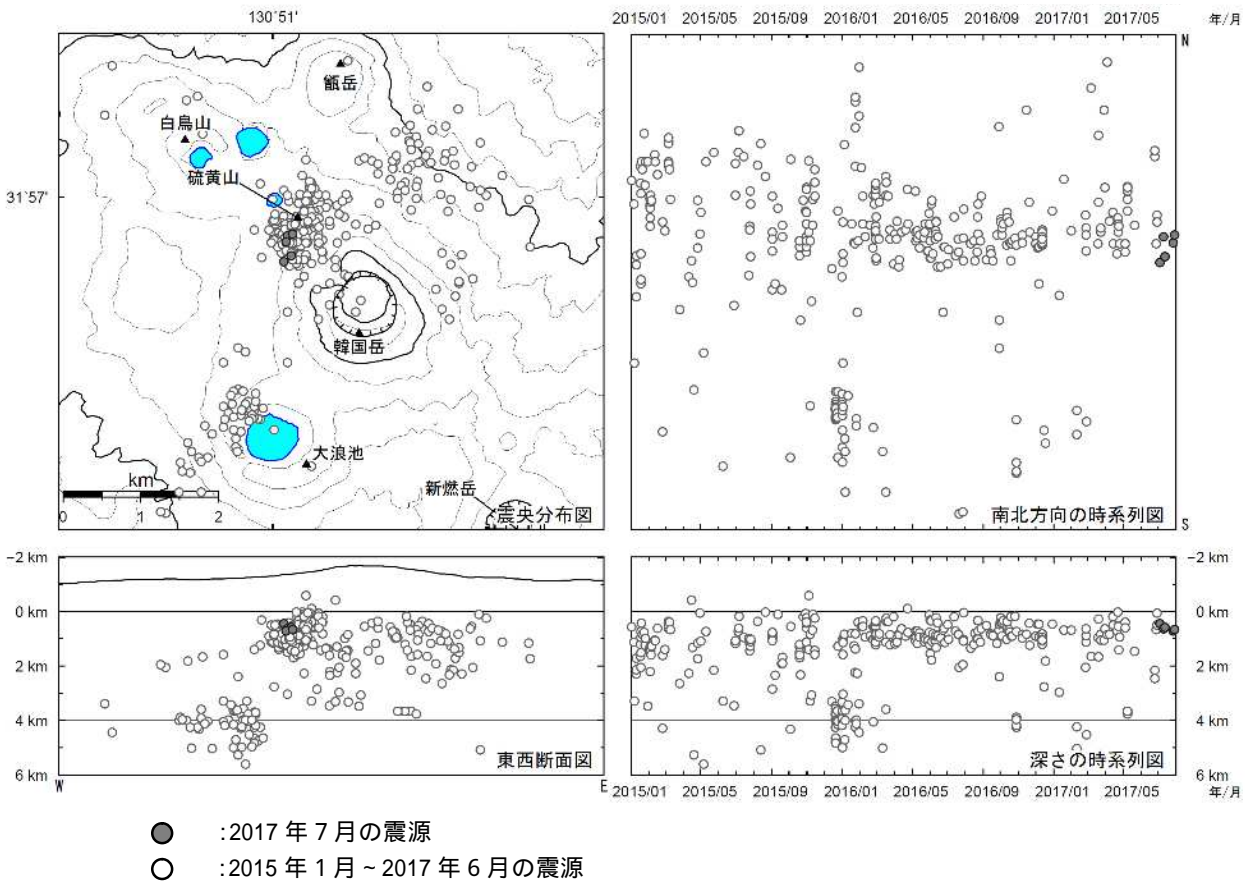 130°51'
2015/01 2015/05 2015/09 2016/01 2016/05 2016/09 2017/01 2017/05 年/月
N
甑岳
白鳥山
硫黄山
31°57'
韓国岳
大浪池
km
新燃岳
0 1 2
震央分布図
南北方向の時系列図
S
-2 km
-2 km
0 km
0 km
2 km
2 km
4 km
4 km
6 km
東西断面図
深さの時系列図
6 km
W
E
2015/01 2015/05 2015/09 2016/01 2016/05 2016/09 2017/01 2017/05 年/月
:2017 年 7 月の震源
:2015 年 1 月 ~ 2017 年 6 月の震源